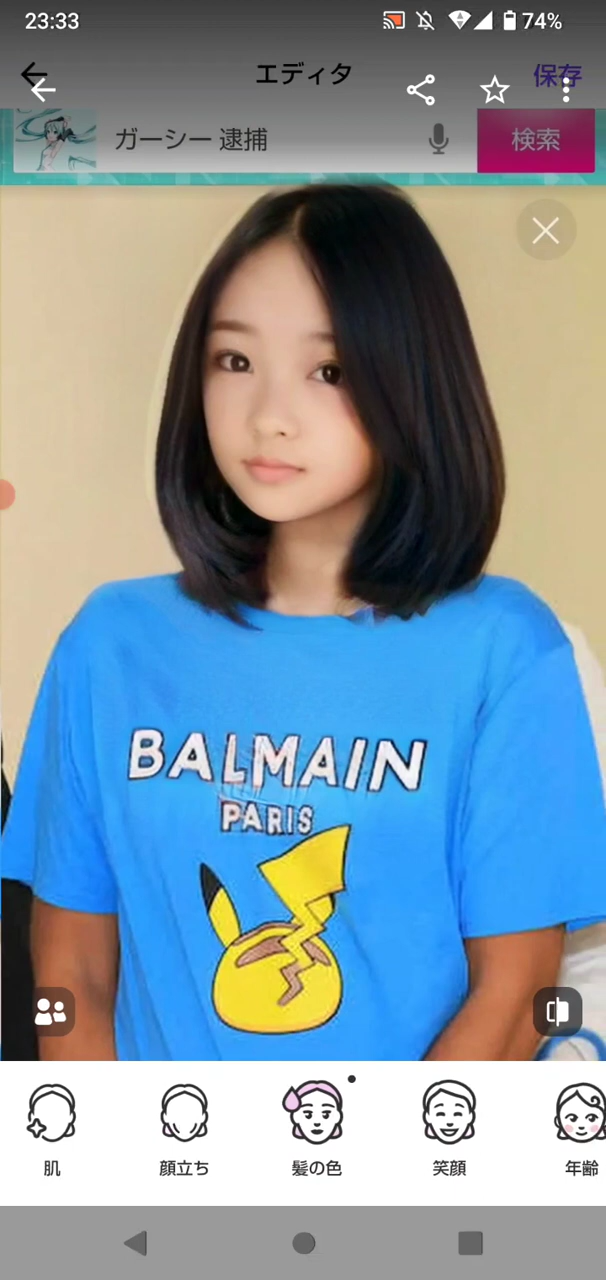 23:33
74%
エディタ
保存
ガーシー 逮捕
検索
BALMAIN
PARIS
肌
顔立ち
髪の色
笑顔
年齢